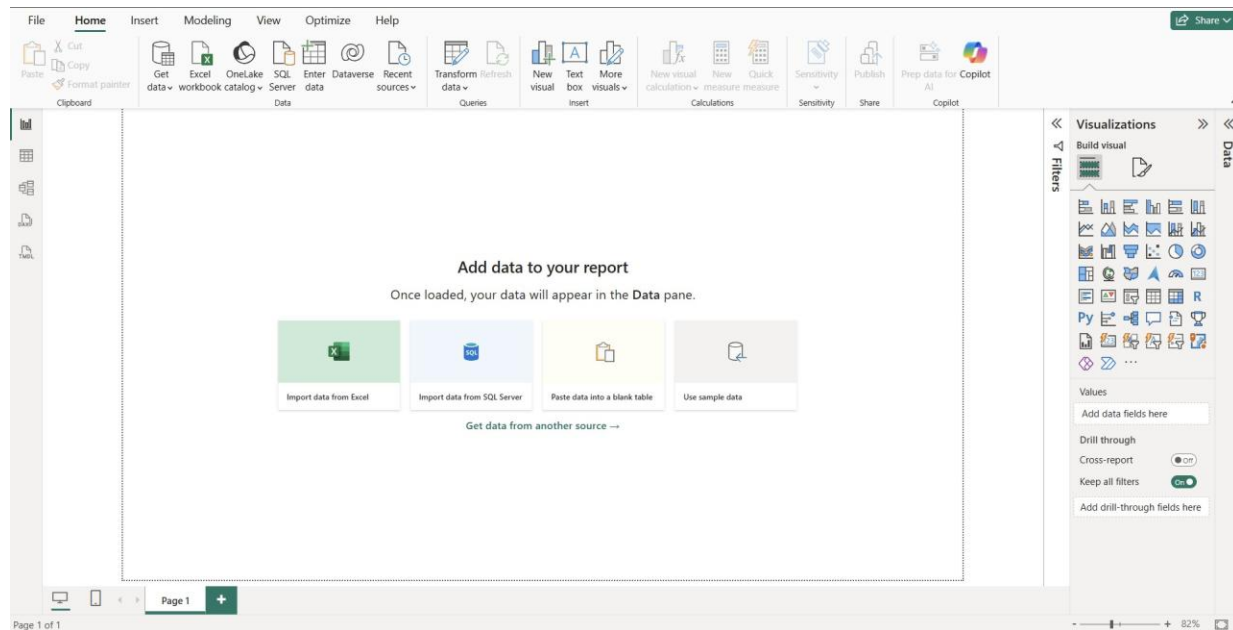 File Home Insert Modeling View Optimize Help Share
Paste
Cut
Copy
Format painter
Clipboard
Get data
Excel workbook
OneLake catalog
SQL Server
Enter data
Dataverse
Recent sources
Data
Transform data
Refresh
Queries
New visual
Text box
More visuals
Insert
New visual calculation
New measure
Quick measure
Calculations
Sensitivity
Sensitivity
Publish
Share
Prep data for AI
Copilot
Copilot
Add data to your report
Once loaded, your data will appear in the Data pane.
Import data from Excel
SQL
Import data from SQL Server
Paste data into a blank table
Use sample data
Get data from another source →
Filters
Visualizations
Build visual
R
Py
Values
Add data fields here
Drill through
Cross-report Off
Keep all filters On
Add drill-through fields here
Data
Page 1
Page 1 of 1
- + 82%